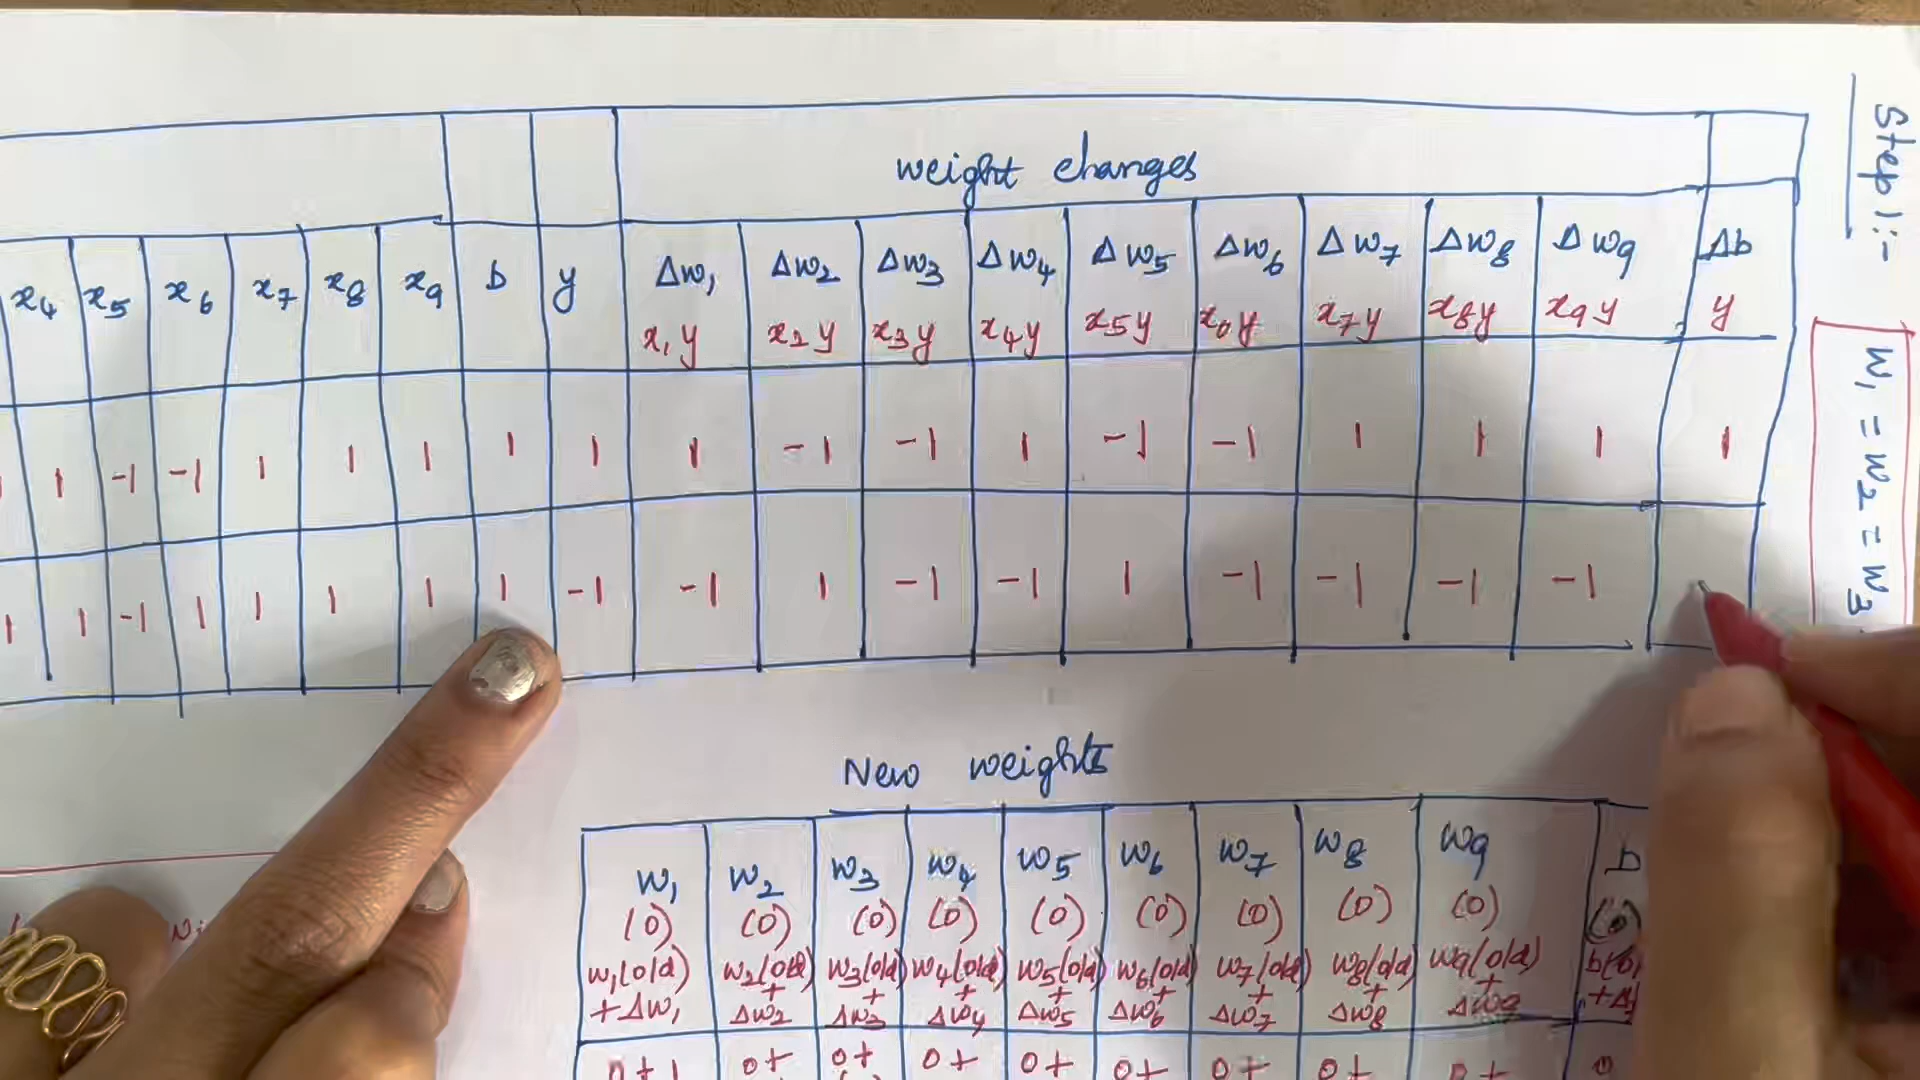 Step 1:-
w₁ = w₂ = w₃
weight changes
x₄ x₅ x₆ x₇ x₈ x₉ b y Δw₁ Δw₂ Δw₃ Δw₄ Δw₅ Δw₆ Δw₇ Δw₈ Δw₉ Δb
x₁y x₂y x₃y x₄y x₅y x₆y x₇y x₈y x₉y y
1 -1 -1 1 1 1 1 1 1 -1 -1 1 -1 -1 1 1 1 1
1 1 -1 1 1 1 1 1 -1 -1 1 -1 -1 1 -1 -1 -1 -1
New weights
w₁ w₂ w₃ w₄ w₅ w₆ w₇ w₈ w₉ b
(0) (0) (0) (0) (0) (0) (0) (0) (0) (0)
w₁(old) w₂(old) w₃(old) w₄(old) w₅(old) w₆(old) w₇(old) w₈(old) w₉(old)
+Δw₁ +Δw₂ +Δw₃ +Δw₄ +Δw₅ +Δw₆ +Δw₇ +Δw₈ +Δw₉
0+1 0+ 0+ 0+ 0+ 0+ 0+ 0+ 0+ 0